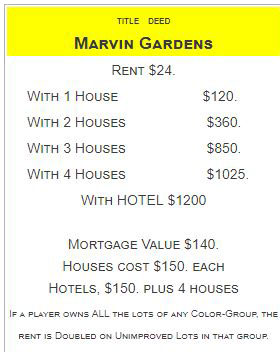 TITLE DEED
MARVIN GARDENS
RENT $24.
WITH 1 HOUSE $120.
WITH 2 HOUSES $360.
WITH 3 HOUSES $850.
WITH 4 HOUSES $1025.
WITH HOTEL $1200
MORTGAGE VALUE $140.
HOUSES COST $150. EACH
HOTELS, $150. PLUS 4 HOUSES
IF A PLAYER OWNS ALL THE LOTS OF ANY COLOR-GROUP, THE
RENT IS DOUBLED ON UNIMPROVED LOTS IN THAT GROUP.